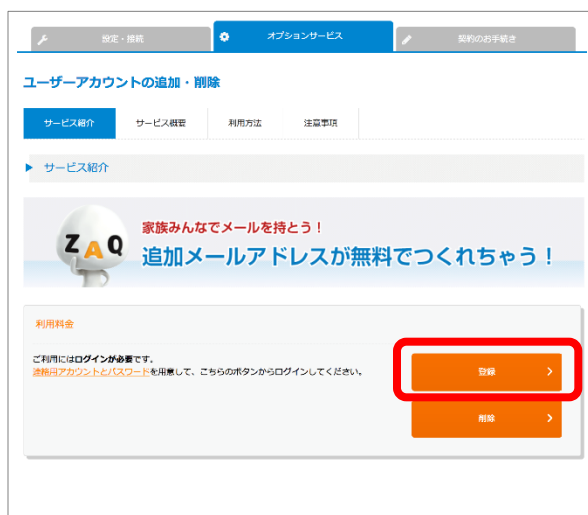 設定・接続
オプションサービス
契約のお手続き
ユーザーアカウントの追加・削除
サービス紹介
サービス概要
利用方法
注意事項
サービス紹介
ZAQ
家族みんなでメールを持とう！
追加メールアドレスが無料でつくれちゃう！
利用料金
ご利用にはログインが必要です。
連絡用アカウントとパスワードを用意して、こちらのボタンからログインしてください。
登録
削除